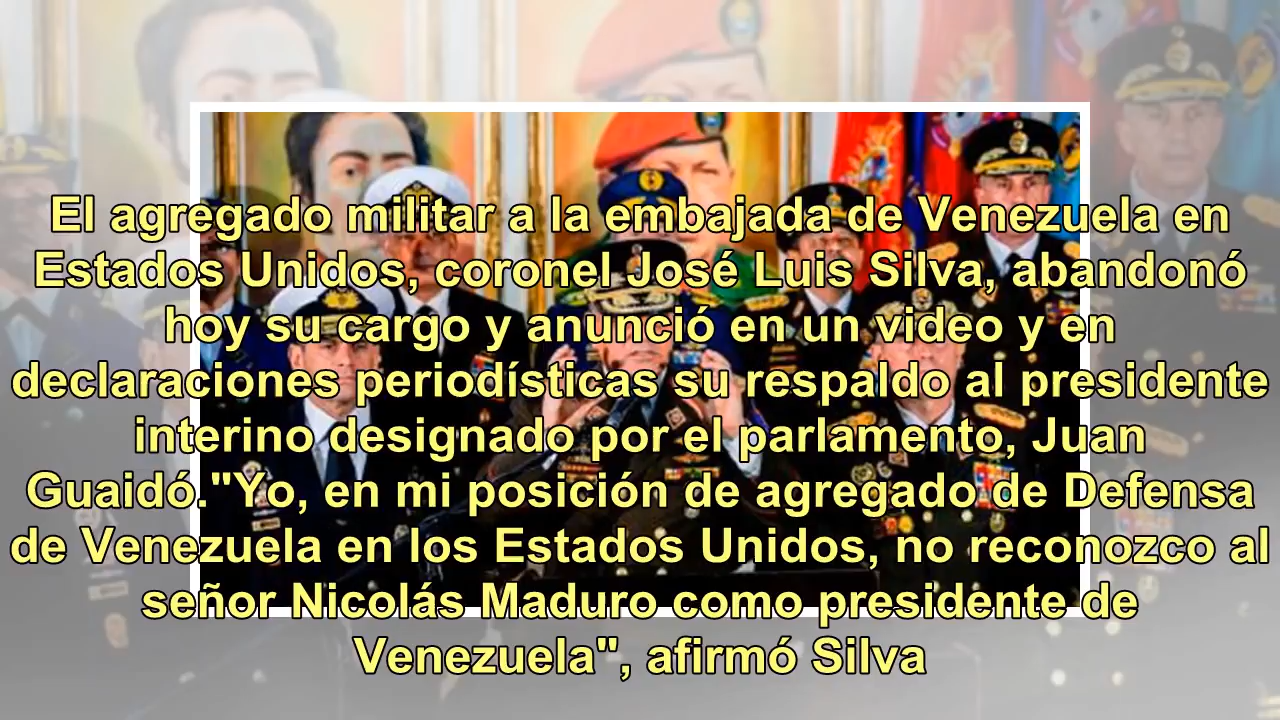 El agregado militar a la embajada de Venezuela en
Estados Unidos, coronel José Luis Silva, abandonó
hoy su cargo y anunció en un video y en
declaraciones periodísticas su respaldo al presidente
interino designado por el parlamento, Juan
Guaidó."Yo, en mi posición de agregado de Defensa
de Venezuela en los Estados Unidos, no reconozco al
señor Nicolás Maduro como presidente de
Venezuela", afirmó Silva